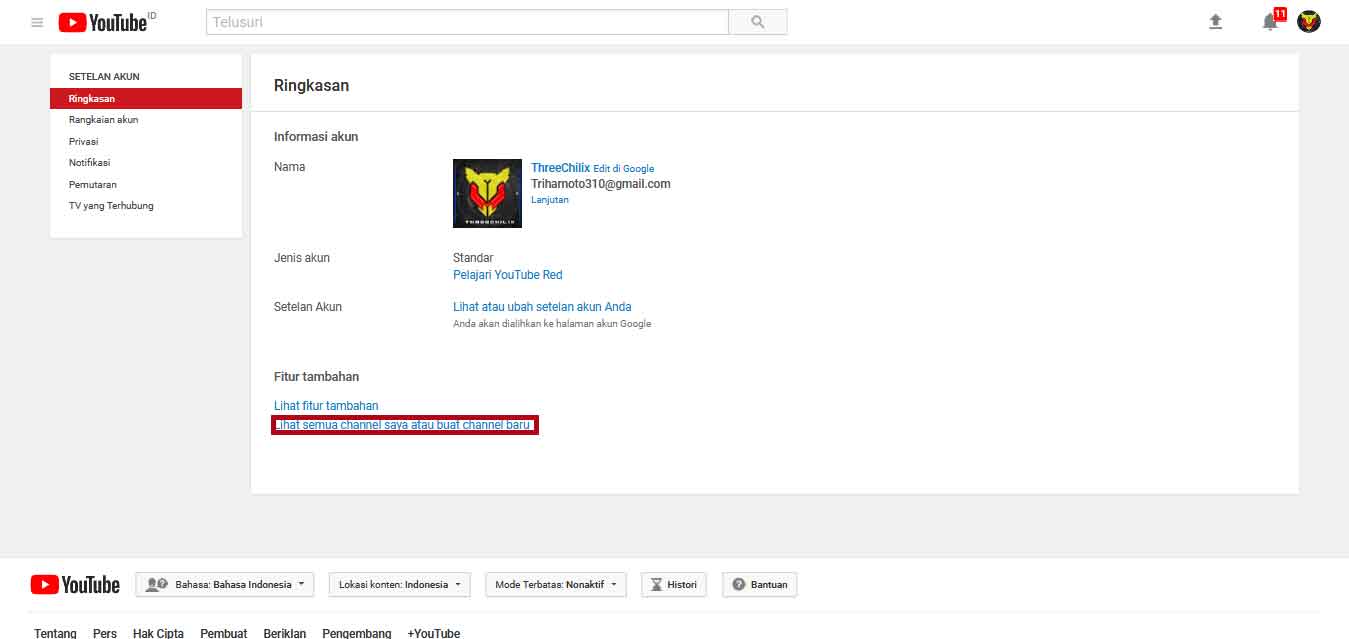 YouTube ID
Telusuri
11
SETELAN AKUN
Ringkasan
Rangkaian akun
Privasi
Notifikasi
Pemutaran
TV yang Terhubung
Ringkasan
Informasi akun
Nama
THREECHILIX
ThreeChilix Edit di Google
Trihamoto310@gmail.com
Lanjutan
Jenis akun
Standar
Pelajari YouTube Red
Setelan Akun
Lihat atau ubah setelan akun Anda
Anda akan dialihkan ke halaman akun Google
Fitur tambahan
Lihat fitur tambahan
Lihat semua channel saya atau buat channel baru
YouTube
Bahasa: Bahasa Indonesia
Lokasi konten: Indonesia
Mode Terbatas: Nonaktif
Histori
Bantuan
Tentang Pers Hak Cipta Pembuat Beriklan Pengembang +YouTube